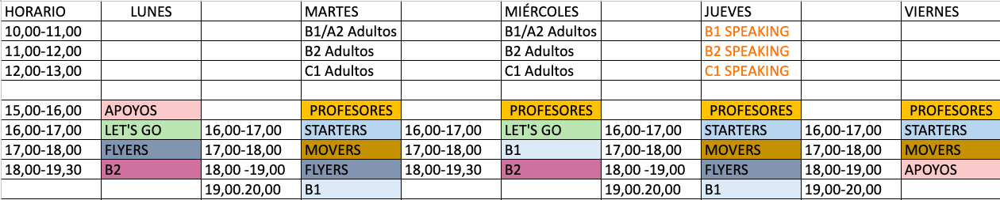 HORARIO LUNES MARTES MIÉRCOLES JUEVES VIERNES
10,00-11,00 B1/A2 Adultos B1/A2 Adultos B1 SPEAKING
11,00-12,00 B2 Adultos B2 Adultos B2 SPEAKING
12,00-13,00 C1 Adultos C1 Adultos C1 SPEAKING
15,00-16,00 APOYOS PROFESORES PROFESORES PROFESORES PROFESORES
16,00-17,00 LET'S GO 16,00-17,00 STARTERS 16,00-17,00 LET'S GO 16,00-17,00 STARTERS 16,00-17,00 STARTERS
17,00-18,00 FLYERS 17,00-18,00 MOVERS 17,00-18,00 B1 17,00-18,00 MOVERS 17,00-18,00 MOVERS
18,00-19,30 B2 18,00 -19,00 FLYERS 18,00-19,30 B2 18,00 -19,00 FLYERS 18,00-19,00 APOYOS
19,00.20,00 B1 19,00.20,00 B1 19,00-20,00